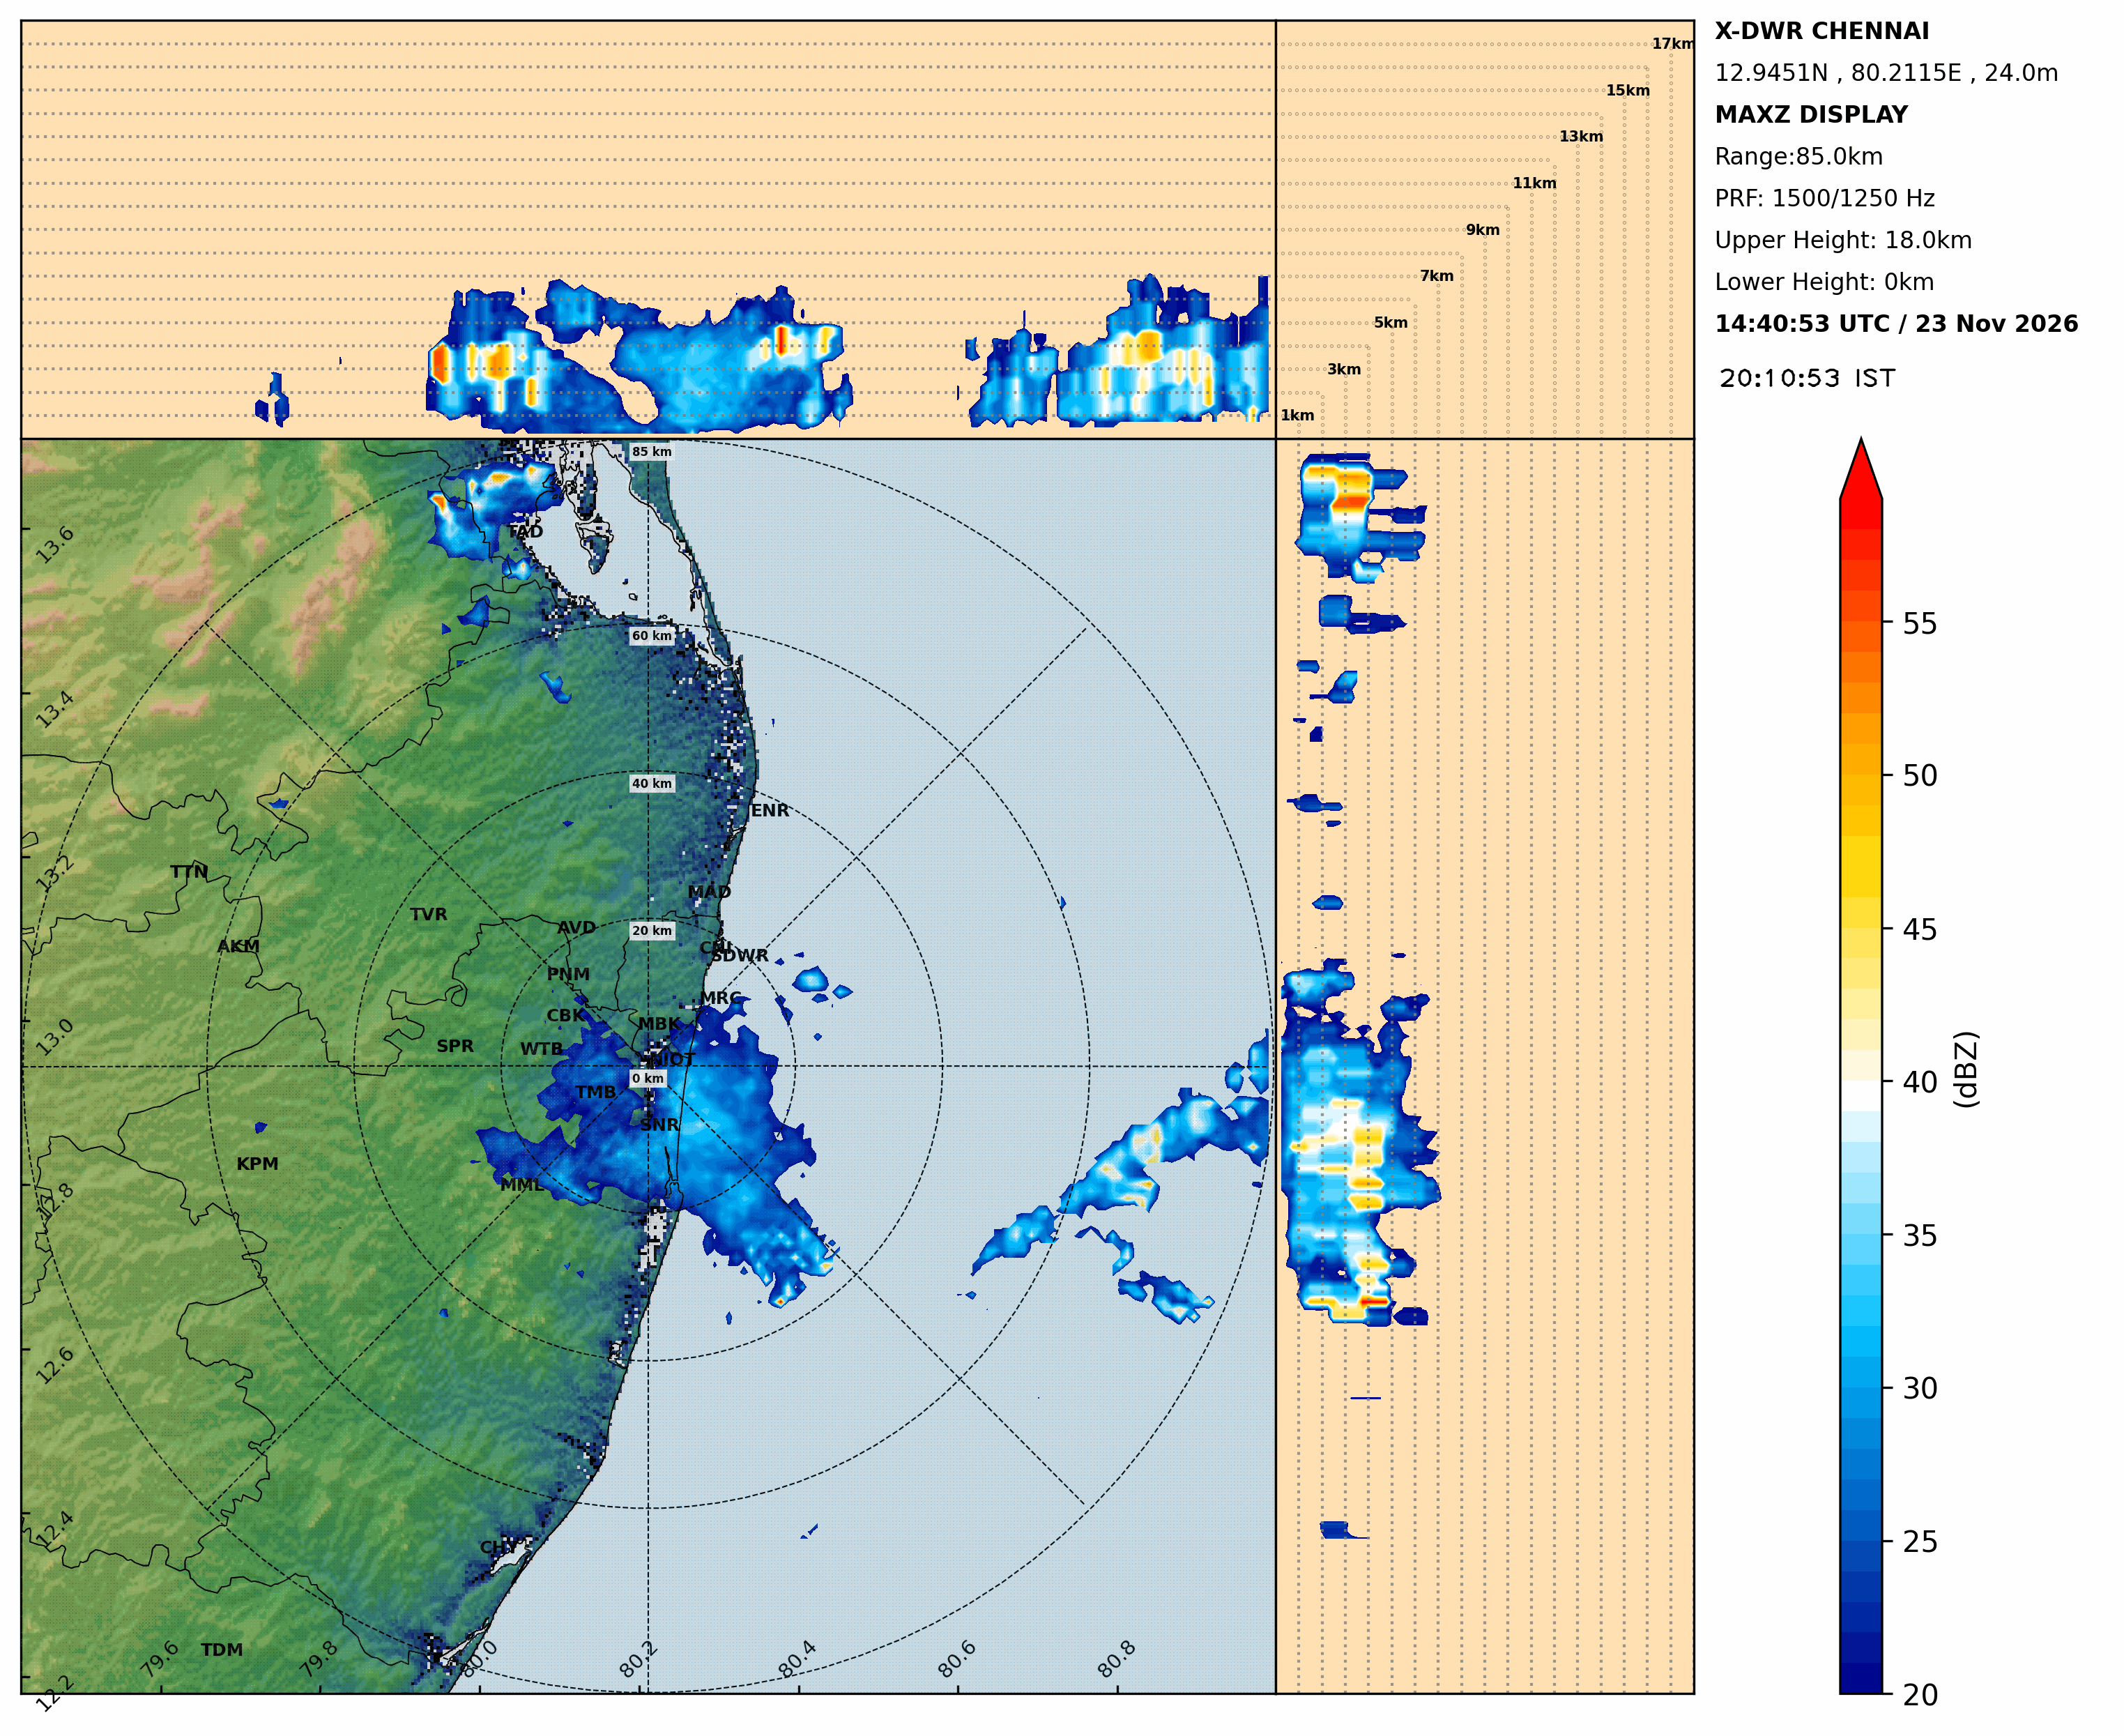 X-DWR CHENNAI
12.9451N , 80.2115E , 24.0m
MAXZ DISPLAY
Range:85.0km
PRF: 1500/1250 Hz
Upper Height: 18.0km
Lower Height: 0km
14:40:53 UTC / 23 Nov 2026
20:10:53 IST
17km
15km
13km
11km
9km
7km
5km
3km
1km
85 km
60 km
40 km
20 km
0 km
TAD
ENR
MAD
TTN
TVR
AVD
AKM
SDWR
PNM
MRC
CBK
MBK
SPR
WTB
NIOT
TMB
SNR
KPM
MML
CHY
TDM
13.6
13.4
13.2
13.0
12.8
12.6
12.4
12.2
79.6
79.8
80.0
80.2
80.4
80.6
80.8
55
50
45
40
35
30
25
20
(dBZ)